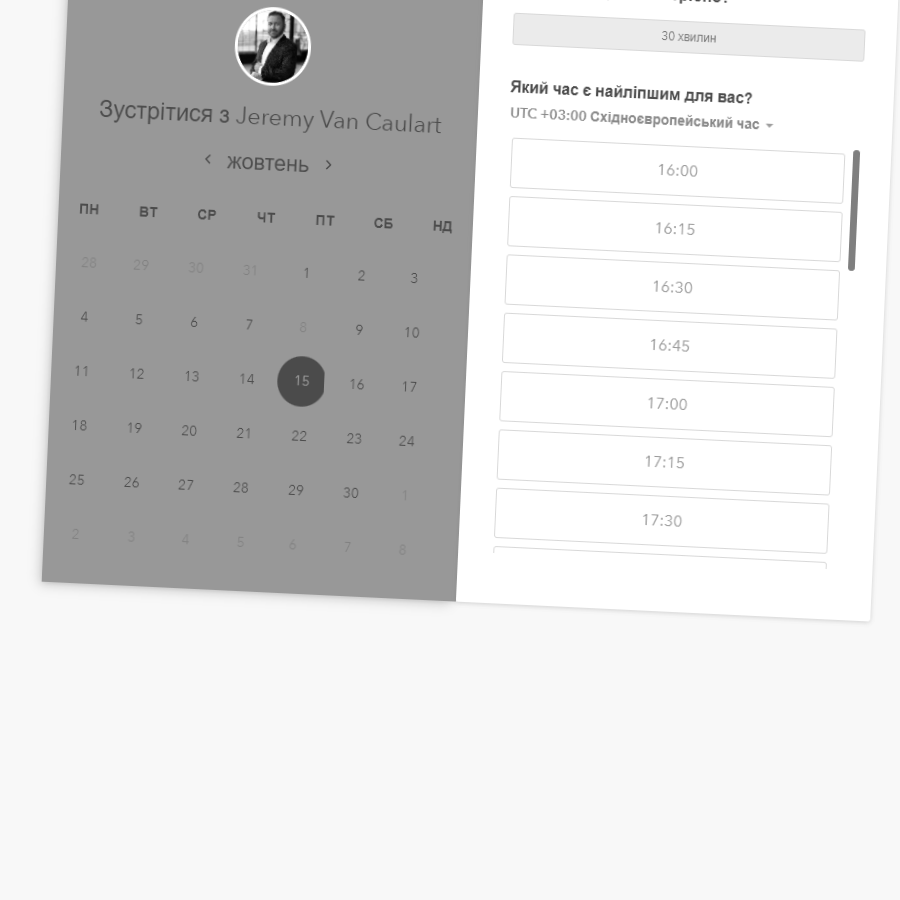 Зустрітися з Jeremy Van Caulart
жовтень
ПН ВТ СР ЧТ ПТ СБ НД
28 29 30 31 1 2 3
4 5 6 7 8 9 10
11 12 13 14 15 16 17
18 19 20 21 22 23 24
25 26 27 28 29 30 1
2 3 4 5 6 7 8
30 хвилин
Який час є найліпшим для вас?
UTC +03:00 Східноєвропейський час
16:00
16:15
16:30
16:45
17:00
17:15
17:30